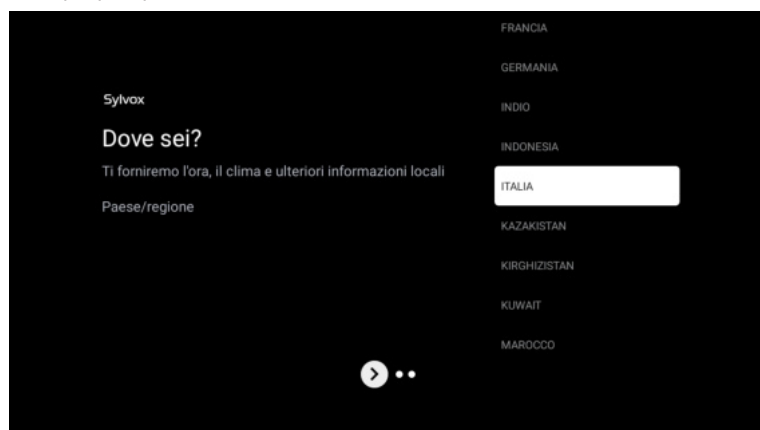 Sylvox
Dove sei?
Ti forniremo l'ora, il clima e ulteriori informazioni locali
Paese/regione
FRANCIA
GERMANIA
INDIO
INDONESIA
ITALIA
KAZAKISTAN
KIRGHIZISTAN
KUWAIT
MAROCCO